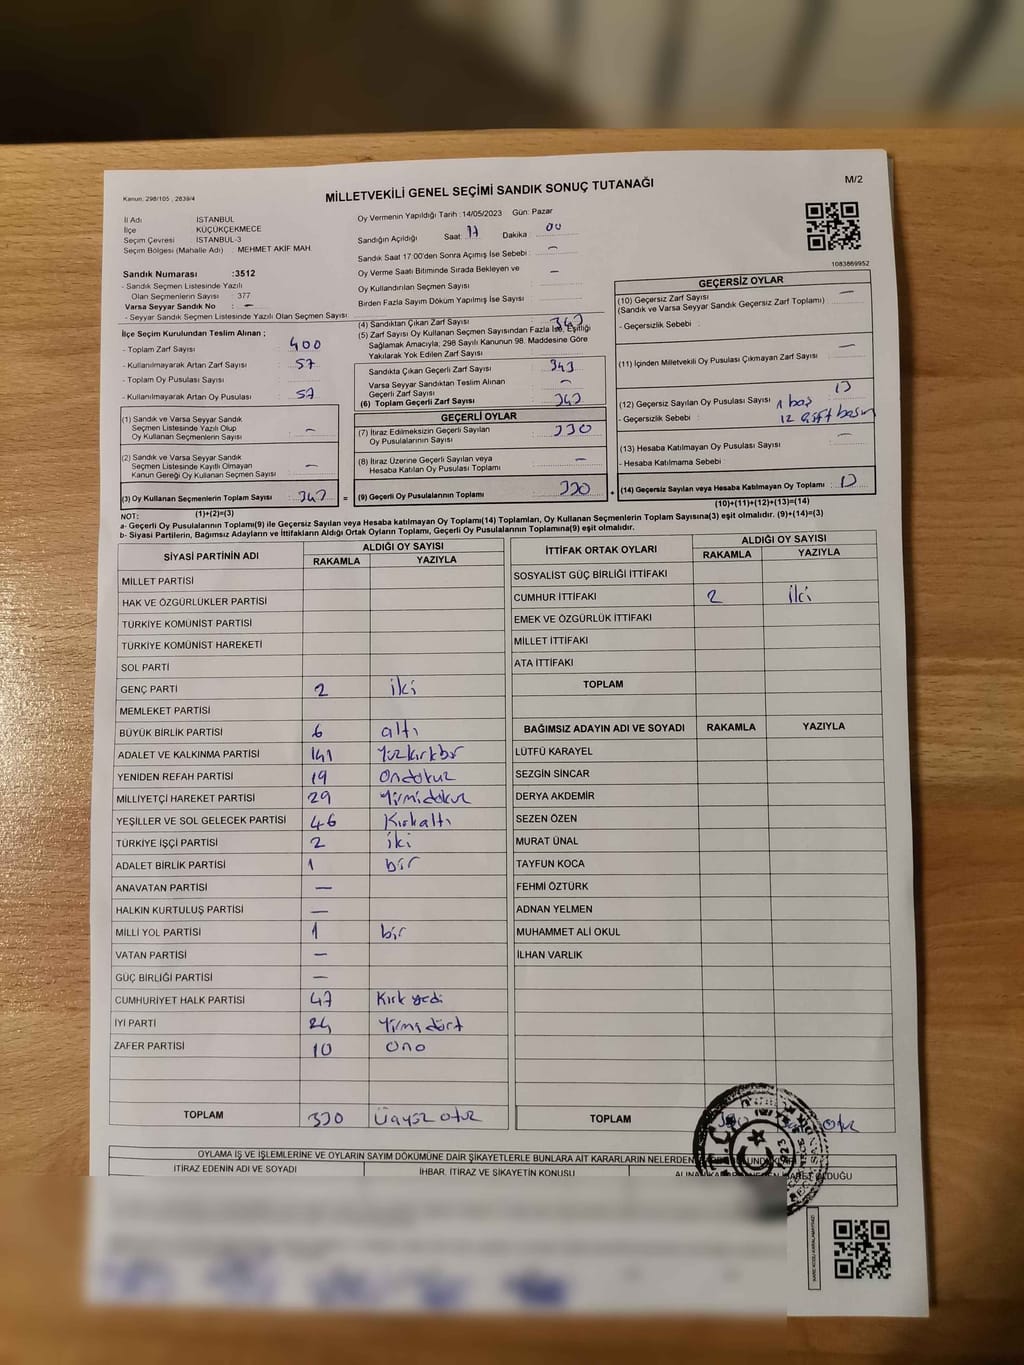 Kanun; 298/105 , 2839/4
MİLLETVEKİLİ GENEL SEÇİMİ SANDIK SONUÇ TUTANAĞI
M/2
İl Adı İSTANBUL
İlçe KÜÇÜKÇEKMECE
Seçim Çevresi İSTANBUL-3
Seçim Bölgesi (Mahalle Adı) : MEHMET AKİF MAH.
Sandık Numarası :3512
- Sandık Seçmen Listesinde Yazılı
Olan Seçmenlerin Sayısı : 377
Varsa Seyyar Sandık No : –
- Seyyar Sandık Seçmen Listesinde Yazılı Olan Seçmen Sayısı :
Oy Vermenin Yapıldığı Tarih :14/05/2023 Gün: Pazar
Sandığın Açıldığı Saat: 17 Dakika : 00
Sandık Saat 17:00'den Sonra Açımış İse Sebebi : –
Oy Verme Saati Bitiminde Sırada Bekleyen ve
Oy Kullandırılan Seçmen Sayısı : –
Birden Fazla Sayım Döküm Yapılmış İse Sayısı :
1083869952
İlçe Seçim Kurulundan Teslim Alınan ;
- Toplam Zarf Sayısı : 400
- Kullanılmayarak Artan Zarf Sayısı : 57
- Toplam Oy Pusulası Sayısı :
- Kullanılmayarak Artan Oy Pusulası : 57
(1) Sandık ve Varsa Seyyar Sandık
Seçmen Listesinde Yazılı Olup
Oy Kullanan Seçmenlerin Sayısı : –
(2) Sandık ve Varsa Seyyar Sandık
Seçmen Listesinde Kayıtlı Olmayan
Kanun Gereği Oy Kullanan Seçmen Sayısı : –
(3) Oy Kullanan Seçmenlerin Toplam Sayısı : 343 =
(1)+(2)=(3)
(4) Sandıktan Çıkan Zarf Sayısı : 343
(5) Zarf Sayısı Oy Kullanan Seçmen Sayısından Fazla İse, Eşitliği
Sağlamak Amacıyla, 298 Sayılı Kanunun 98. Maddesine Göre
Yakılarak Yok Edilen Zarf Sayısı :
Sandıkta Çıkan Geçerli Zarf Sayısı : 343
Varsa Seyyar Sandıktan Teslim Alınan
Geçerli Zarf Sayısı : –
(6) Toplam Geçerli Zarf Sayısı : 343
GEÇERLİ OYLAR
(7) İtiraz Edilmeksizin Geçerli Sayılan
Oy Pusulalarının Sayısı : 330
(8) İtiraz Üzerine Geçerli Sayılan veya
Hesaba Katılan Oy Pusulası Toplamı : –
(9) Geçerli Oy Pusulalarının Toplamı : 330 +
GEÇERSİZ OYLAR
(10) Geçersiz Zarf Sayısı : –
(Sandık ve Varsa Seyyar Sandık Geçersiz Zarf Toplamı)
- Geçersizlik Sebebi :
(11) İçinden Milletvekili Oy Pusulası Çıkmayan Zarf Sayısı : –
(12) Geçersiz Sayılan Oy Pusulası Sayısı : 13
- Geçersizlik Sebebi : 1 boş
12 çift basım
(13) Hesaba Katılmayan Oy Pusulası Sayısı : –
- Hesaba Katılmama Sebebi :
(14) Geçersiz Sayılan veya Hesaba Katılmayan Oy Toplamı : 13
(10)+(11)+(12)+(13)=(14)
NOT:
a- Geçerli Oy Pusulalarının Toplamı(9) ile Geçersiz Sayılan veya Hesaba katılmayan Oy Toplamı(14) Toplamları, Oy Kullanan Seçmenlerin Toplam Sayısına(3) eşit olmalıdır. (9)+(14)=(3)
b- Siyasi Partilerin, Bağımsız Adayların ve İttifakların Aldığı Ortak Oyların Toplamı, Geçerli Oy Pusulalarının Toplamına(9) eşit olmalıdır.
SİYASİ PARTİNİN ADI ALDIĞI OY SAYISI
RAKAMLA YAZIYLA
MİLLET PARTİSİ
HAK VE ÖZGÜRLÜKLER PARTİSİ
TÜRKİYE KOMÜNİST PARTİSİ
TÜRKİYE KOMÜNİST HAREKETİ
SOL PARTİ
GENÇ PARTİ 2 iki
MEMLEKET PARTİSİ
BÜYÜK BİRLİK PARTİSİ 6 altı
ADALET VE KALKINMA PARTİSİ 141 Yüzkırkbir
YENİDEN REFAH PARTİSİ 19 Ondokuz
MİLLİYETÇİ HAREKET PARTİSİ 29 Yirmidokuz
YEŞİLLER VE SOL GELECEK PARTİSİ 46 Kırkaltı
TÜRKİYE İŞÇİ PARTİSİ 2 iki
ADALET BİRLİK PARTİSİ 1 bir
ANAVATAN PARTİSİ –
HALKIN KURTULUŞ PARTİSİ –
MİLLİ YOL PARTİSİ 1 bir
VATAN PARTİSİ –
GÜÇ BİRLİĞİ PARTİSİ –
CUMHURİYET HALK PARTİSİ 47 Kırk yedi
İYİ PARTİ 24 Yirmi dört
ZAFER PARTİSİ 10 Ono
TOPLAM 330 Üçyüz otuz
İTTİFAK ORTAK OYLARI ALDIĞI OY SAYISI
RAKAMLA YAZIYLA
SOSYALİST GÜÇ BİRLİĞİ İTTİFAKI
CUMHUR İTTİFAKI 2 iki
EMEK VE ÖZGÜRLÜK İTTİFAKI
MİLLET İTTİFAKI
ATA İTTİFAKI
TOPLAM
BAĞIMSIZ ADAYIN ADI VE SOYADI RAKAMLA YAZIYLA
LÜTFÜ KARAYEL
SEZGİN SİNCAR
DERYA AKDEMİR
SEZEN ÖZEN
MURAT ÜNAL
TAYFUN KOCA
FEHMİ ÖZTÜRK
ADNAN YELMEN
MUHAMMET ALİ OKUL
İLHAN VARLIK
TOPLAM 330 otuz
OYLAMA İŞ VE İŞLEMLERİNE VE OYLARIN SAYIM DÖKÜMÜNE DAİR ŞİKAYETLERLE BUNLARA AİT KARARLARIN NELERDEN
İTİRAZ EDENİN ADI VE SOYADI İHBAR, İTİRAZ VE ŞİKAYETİN KONUSU